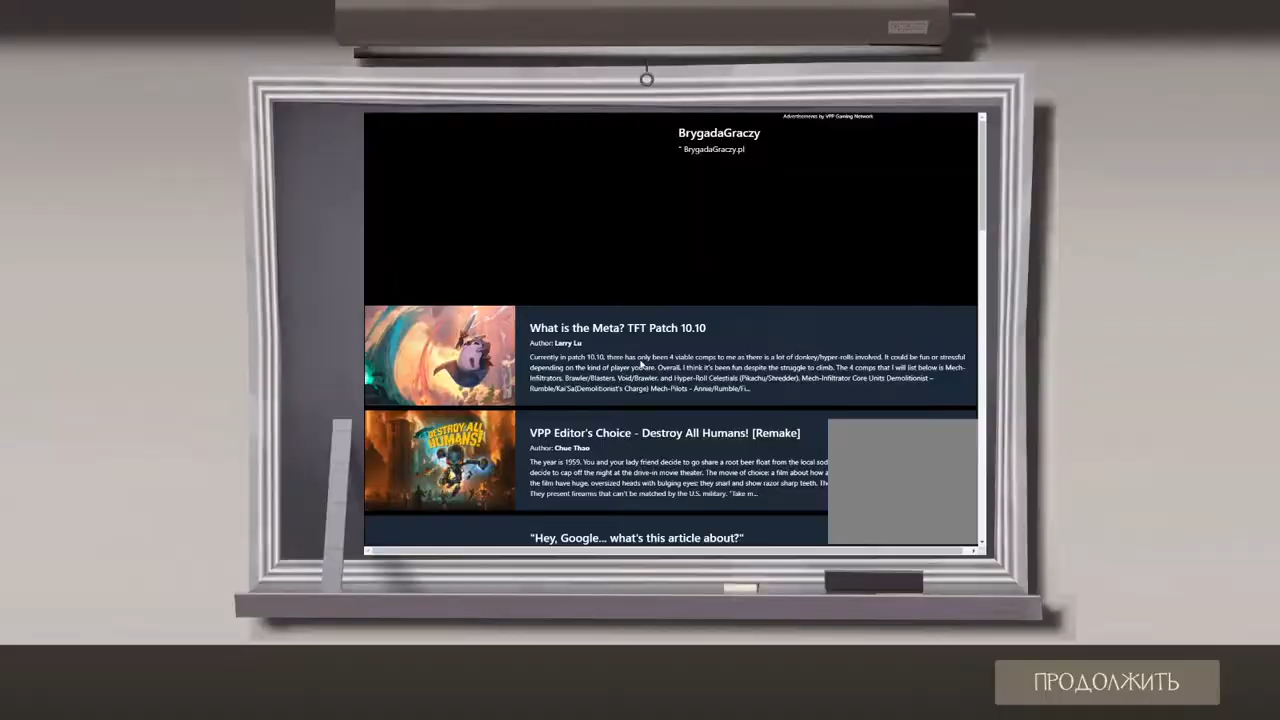 Advertisements by VPP Gaming Network
BrygadaGraczy
" BrygadaGraczy.pl
What is the Meta? TFT Patch 10.10
Author: Larry Lu
Currently in patch 10.10, there has only been 4 viable comps to me as there is a lot of donkey/hyper-rolls involved. It could be fun or stressful
depending on the kind of player you are. Overall, I think it's been fun despite the struggle to climb. The 4 comps that I will list below is Mech-
Infiltrators, Brawler/Blasters, Void/Brawler, and Hyper-Roll Celestials (Pikachu/Shredder). Mech-Infiltrator Core Units Demolitionist –
Rumble/Kai'Sa(Demolitionist's Charge) Mech-Pilots - Annie/Rumble/Fi...
DESTROY ALL
HUMANS!
VPP Editor's Choice - Destroy All Humans! [Remake]
Author: Chue Thao
The year is 1959. You and your lady friend decide to go share a root beer float from the local sod
decide to cap off the night at the drive-in movie theater. The movie of choice: a film about how a
the film have huge, oversized heads with bulging eyes; they snarl and show razor sharp teeth. Th
They present firearms that can't be matched by the U.S. military. "Take m...
"Hey, Google... what's this article about?"
ПРОДОЛЖИТЬ